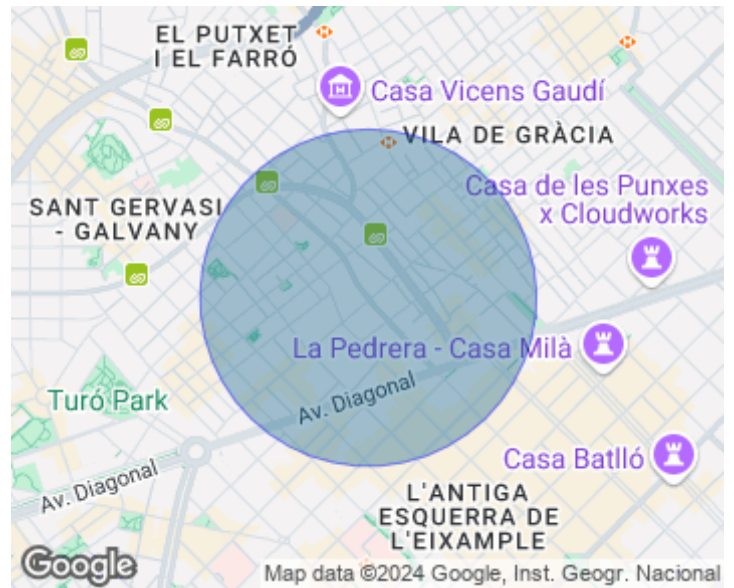 EL PUTXET
I EL FARRÓ
Casa Vicens Gaudí
VILA DE GRÀCIA
Casa de les Punxes
x Cloudworks
SANT GERVASI
- GALVANY
La Pedrera - Casa Milà
Turó Park
Av. Diagonal
Casa Batlló
Av. Diagonal
L'ANTIGA
ESQUERRA DE
L'EIXAMPLE
Google
Map data ©2024 Google, Inst. Geogr. Nacional